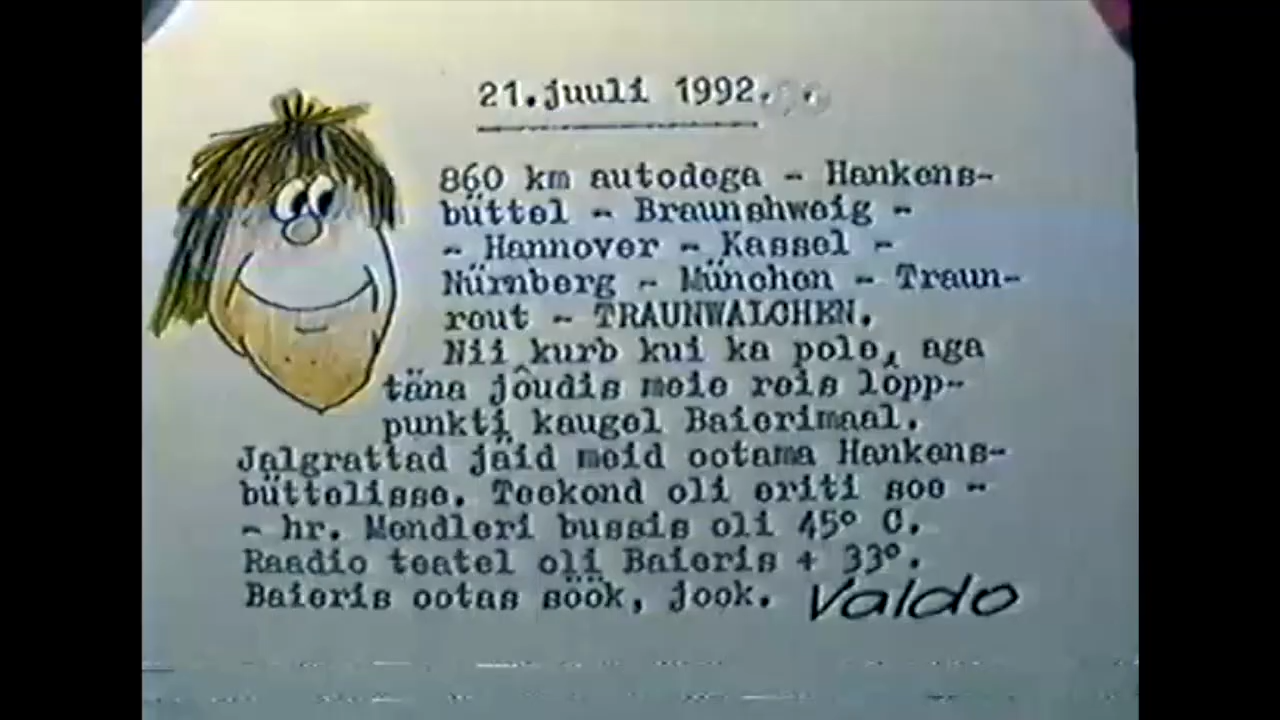 21.juuli 1992.
860 km autodega - Hankens-
büttel - Braunshweig -
- Hannover - Kassel -
Nürnberg - München - Traun-
rout - TRAUNWALCHEN.
Nii kurb kui ka pole, aga
täna jõudis meie reis lõpp-
punkti kaugel Baierimaal.
Jalgrattad jäid meid ootama Hankens-
büttelisse. Teekond oli eriti soe -
- hr. Mendleri bussis oli 45° C.
Raadio teatel oli Baieris + 33°.
Baieris ootas söök, jook. Valdo